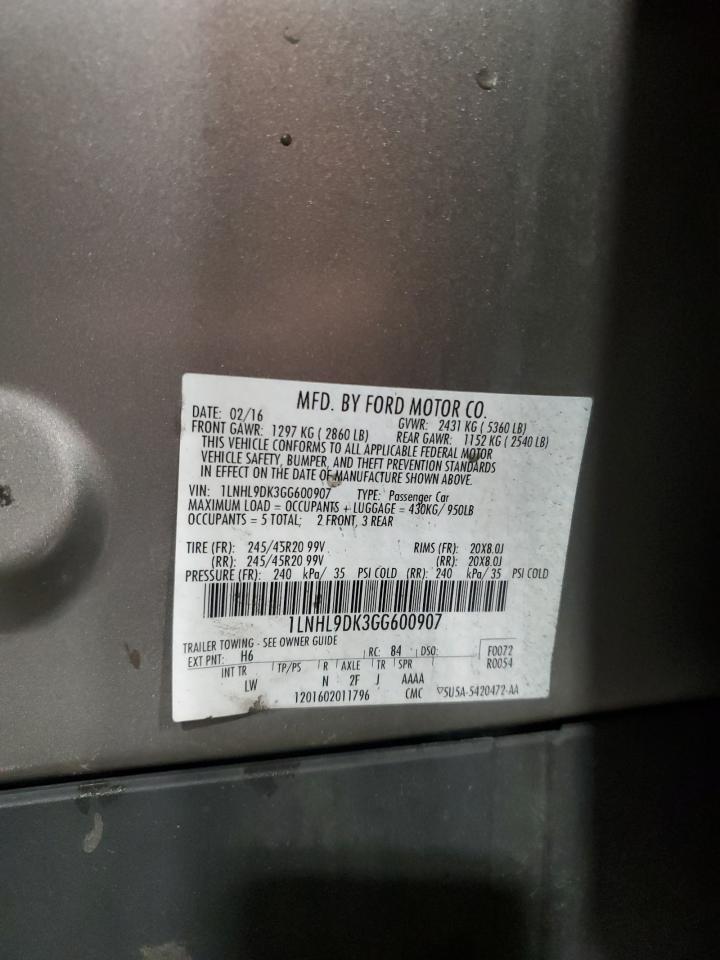 MFD. BY FORD MOTOR CO.
DATE: 02/16 GVWR: 2431 KG ( 5360 LB)
FRONT GAWR: 1297 KG ( 2860 LB) REAR GAWR: 1152 KG ( 2540 LB)
THIS VEHICLE CONFORMS TO ALL APPLICABLE FEDERAL MOTOR
VEHICLE SAFETY, BUMPER, AND THEFT PREVENTION STANDARDS
IN EFFECT ON THE DATE OF MANUFACTURE SHOWN ABOVE.
VIN: 1LNHL9DK3GG600907 TYPE: Passenger Car
MAXIMUM LOAD = OCCUPANTS + LUGGAGE = 430KG/ 950LB
OCCUPANTS = 5 TOTAL; 2 FRONT, 3 REAR
TIRE (FR): 245/45R20 99V RIMS (FR): 20X8.0J
(RR): 245/45R20 99V (RR): 20X8.0J
PRESSURE (FR): 240 kPa/ 35 PSI COLD (RR): 240 kPa/ 35 PSI COLD
1LNHL9DK3GG600907
TRAILER TOWING - SEE OWNER GUIDE
EXT PNT: H6 RC: 84 DSO: F0072
R0054
INT TR TP/PS R AXLE TR SPR
LW N 2F J AAAA
1201602011796 CMC 5U5A-5420472-AA